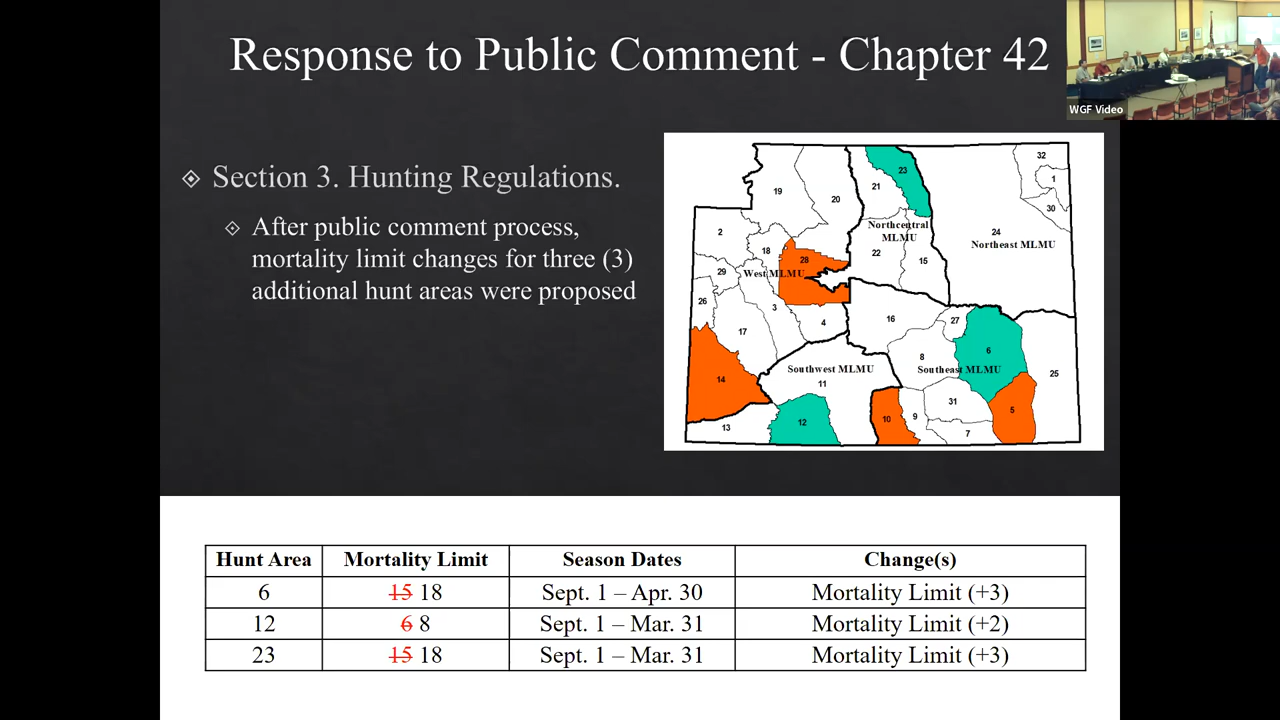 Response to Public Comment - Chapter 42
WGF Video
Section 3. Hunting Regulations.
After public comment process,
mortality limit changes for three (3)
additional hunt areas were proposed
32
23
19
21
1
20
30
Northcentral
MLMU
2
24
Northeast MLMU
18
22
28
15
29
West MLMU
26
3
16
27
4
17
6
8
Southwest MLMU
Southeast MLMU
25
14
11
31
5
10
9
12
13
7
Hunt Area Mortality Limit Season Dates Change(s)
6 15 18 Sept. 1 – Apr. 30 Mortality Limit (+3)
12 6 8 Sept. 1 – Mar. 31 Mortality Limit (+2)
23 15 18 Sept. 1 – Mar. 31 Mortality Limit (+3)